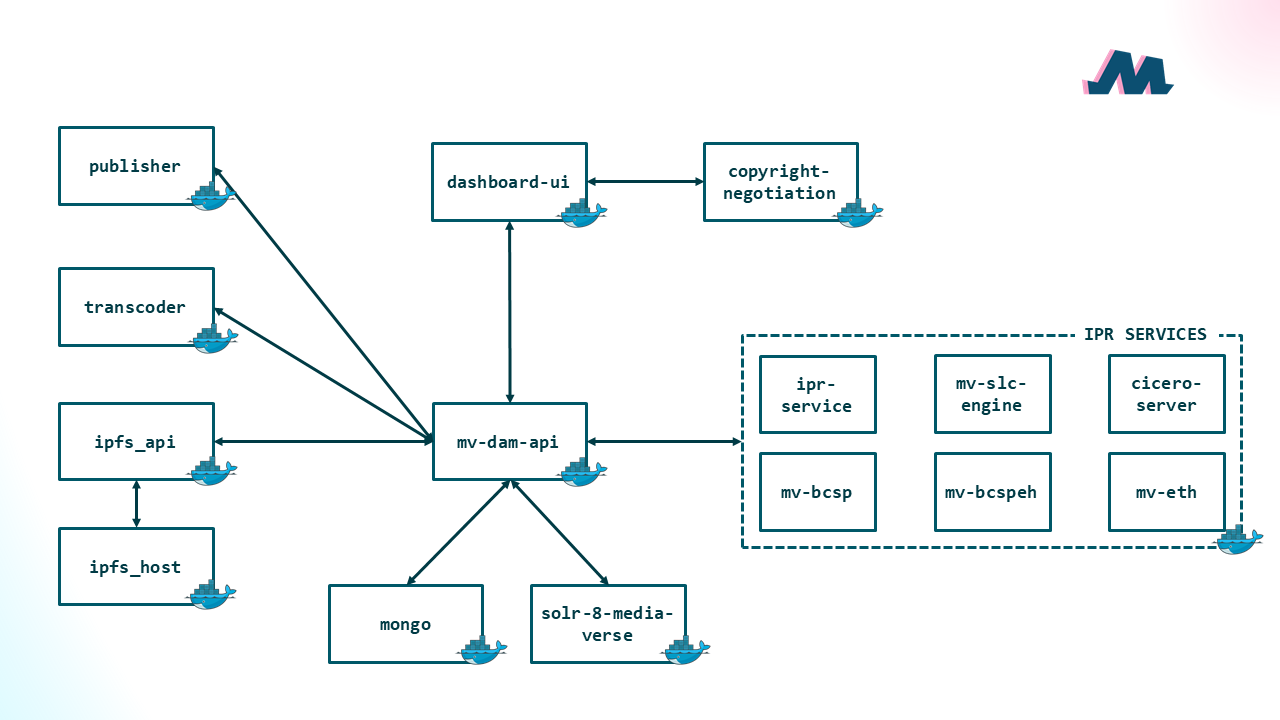 publisher
dashboard-ui
copyright-
negotiation
transcoder
IPR SERVICES
ipr-
service
mv-slc-
engine
cicero-
server
ipfs_api
mv-dam-api
mv-bcsp
mv-bcspeh
mv-eth
ipfs_host
mongo
solr-8-media-
verse